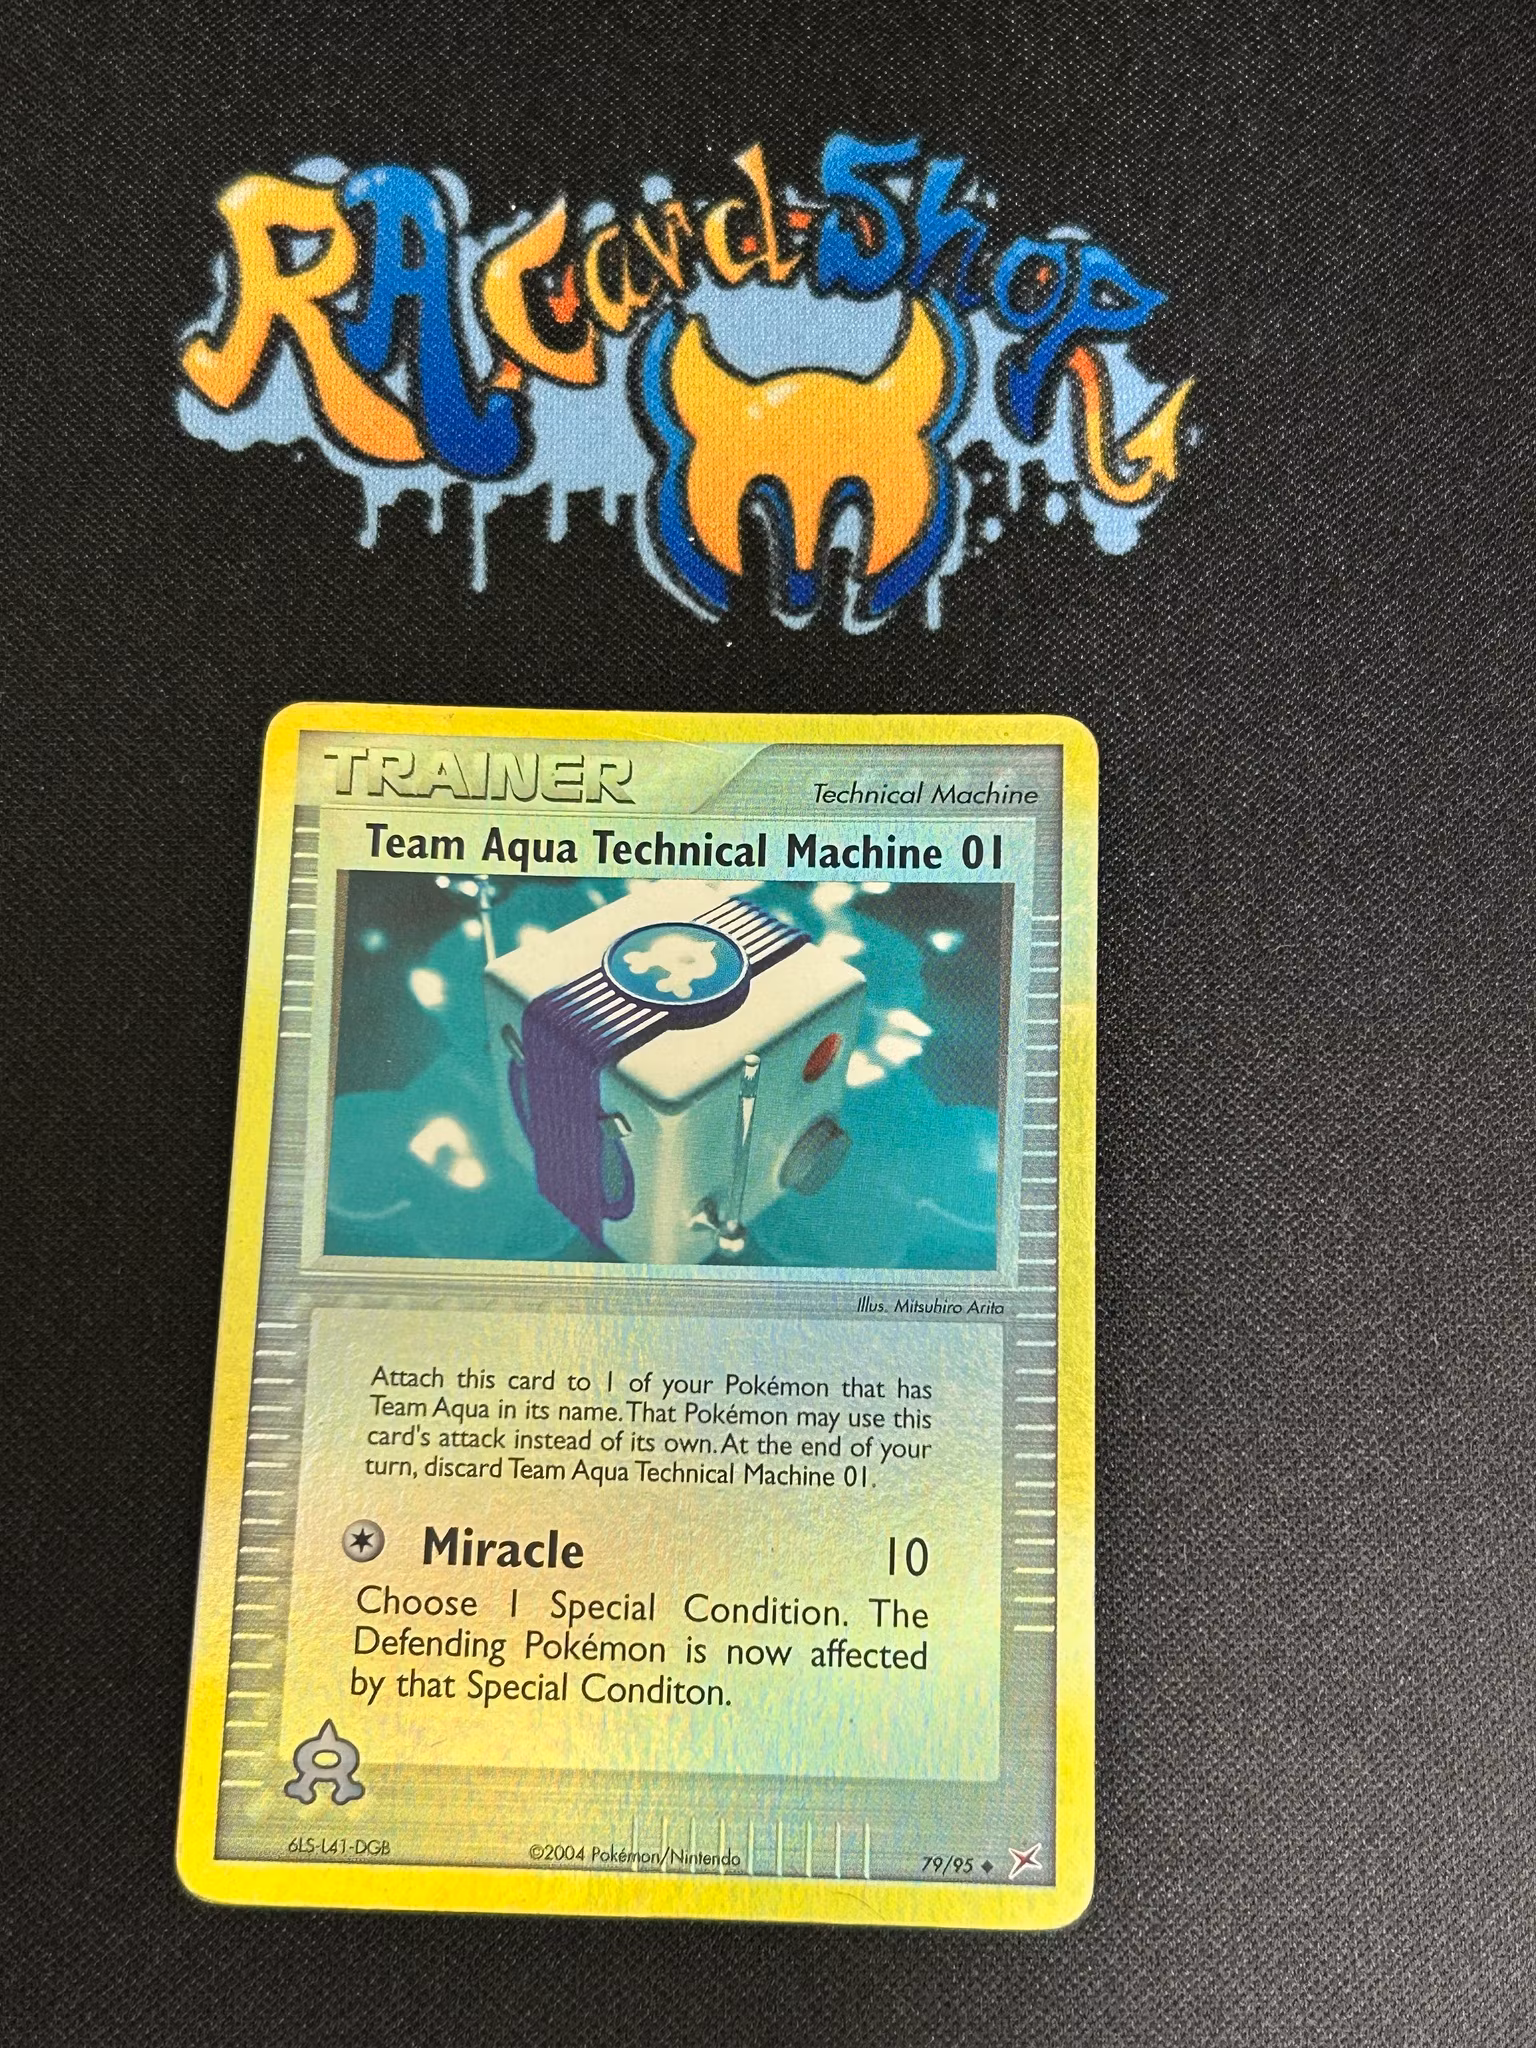 RA Card Shop
TRAINER
Technical Machine
Team Aqua Technical Machine 01
Illus. Mitsuhiro Arita
Attach this card to 1 of your Pokémon that has
Team Aqua in its name. That Pokémon may use this
card's attack instead of its own. At the end of your
turn, discard Team Aqua Technical Machine 01.
Miracle 10
Choose 1 Special Condition. The
Defending Pokémon is now affected
by that Special Conditon.
6LS-L41-DGB
©2004 Pokémon/Nintendo
79/95